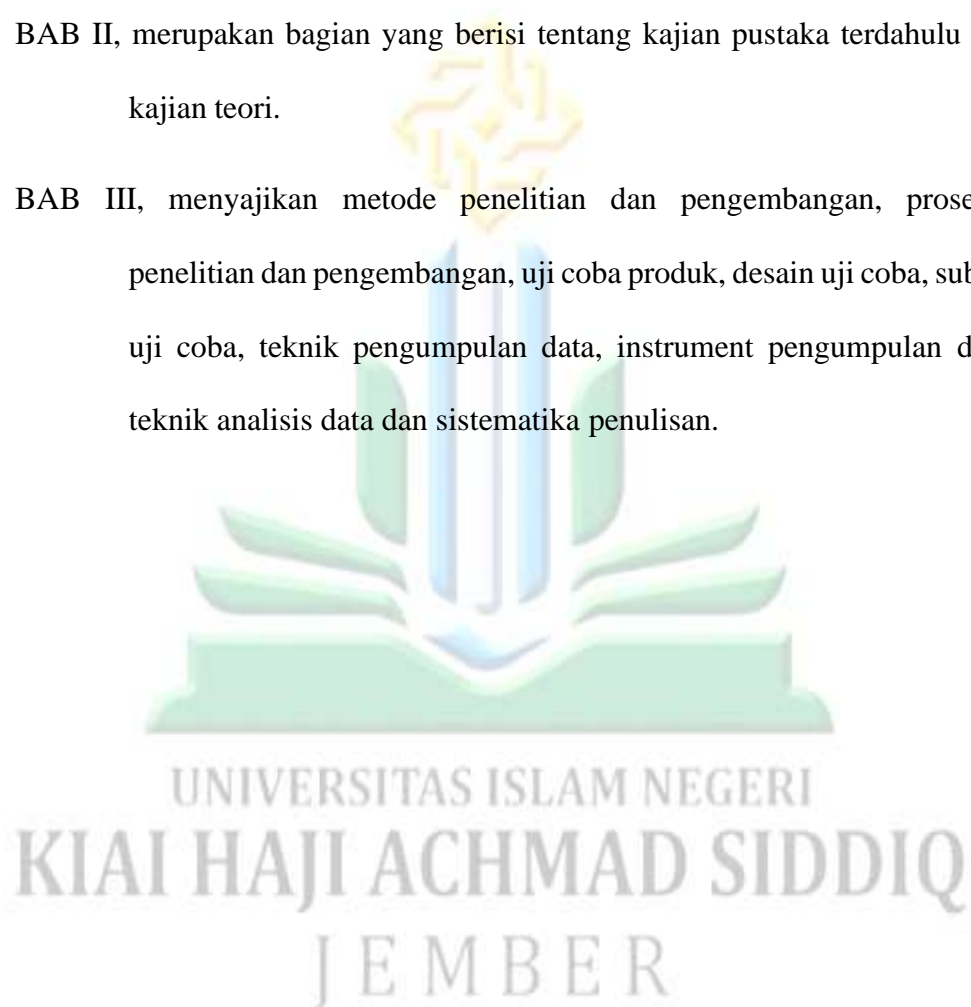 BAB II, merupakan bagian yang berisi tentang kajian pustaka terdahulu
kajian teori.
BAB III, menyajikan metode penelitian dan pengembangan,
penelitian dan pengembangan, uji coba produk, desain uji coba,
uji coba, teknik pengumpulan data, instrument pengumpulan
teknik analisis data dan sistematika penulisan.
UNIVERSITAS ISLAM NEGERI
KIAI HAJI ACHMAD SIDDIQ
JEMBER